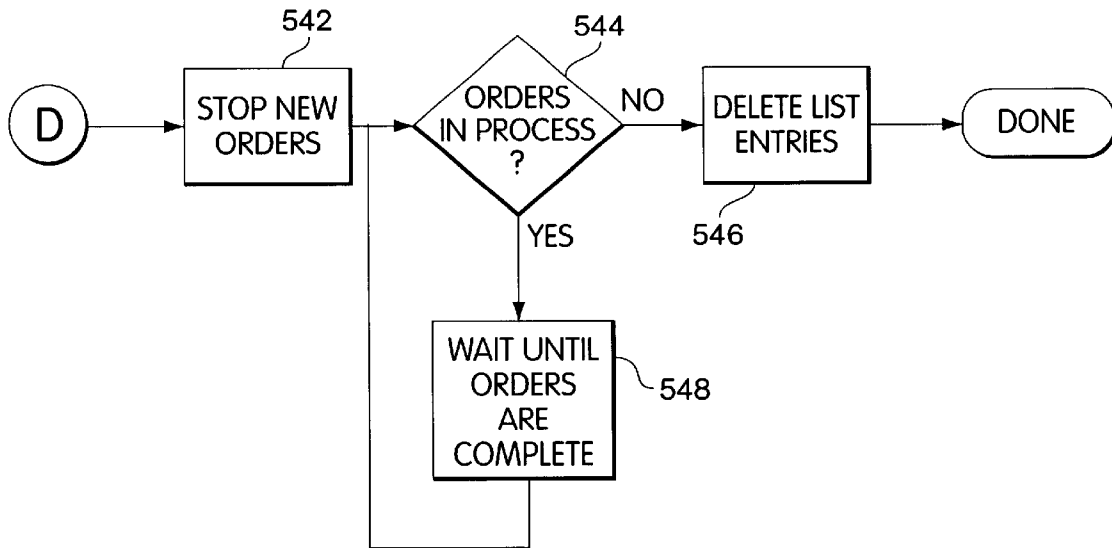 542
544
D
STOP NEW
ORDERS
ORDERS
IN PROCESS
?
NO
DELETE LIST
ENTRIES
DONE
546
YES
WAIT UNTIL
ORDERS
ARE
COMPLETE
548